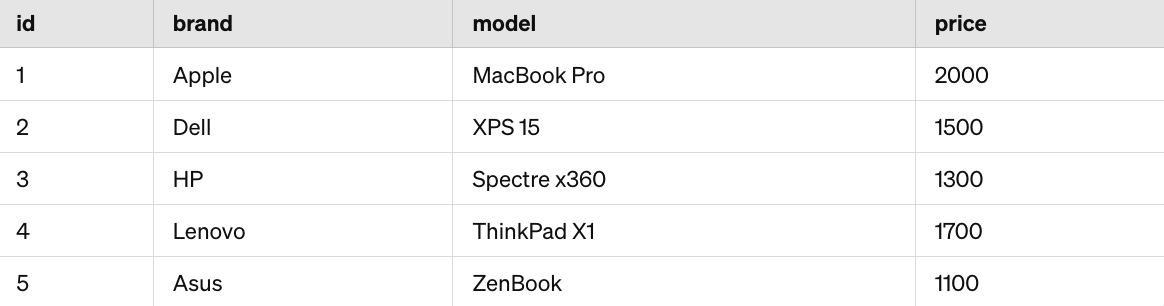 id brand model price
1 Apple MacBook Pro 2000
2 Dell XPS 15 1500
3 HP Spectre x360 1300
4 Lenovo ThinkPad X1 1700
5 Asus ZenBook 1100